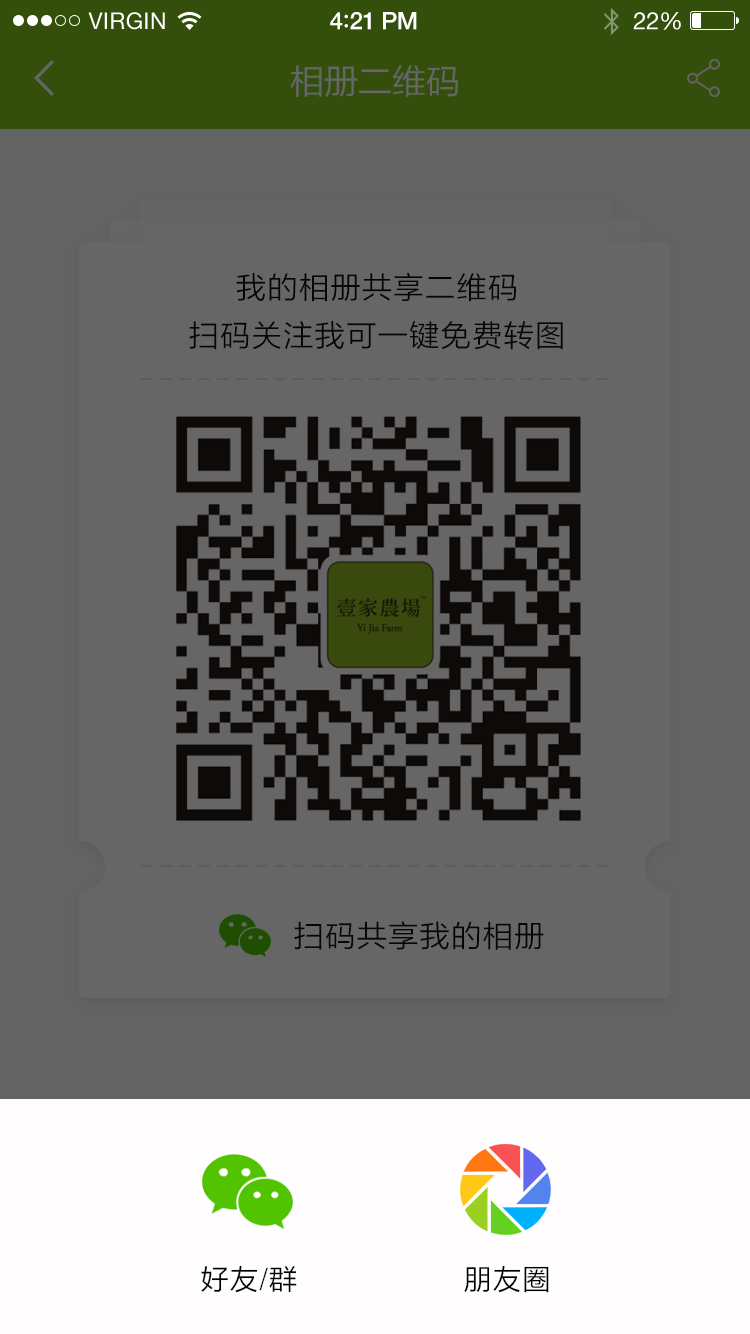 VIRGIN 4:21 PM 22%
相册二维码
我的相册共享二维码
扫码关注我可一键免费转图
壹家農場™
Yi Jia Farm
扫码共享我的相册
好友/群 朋友圈